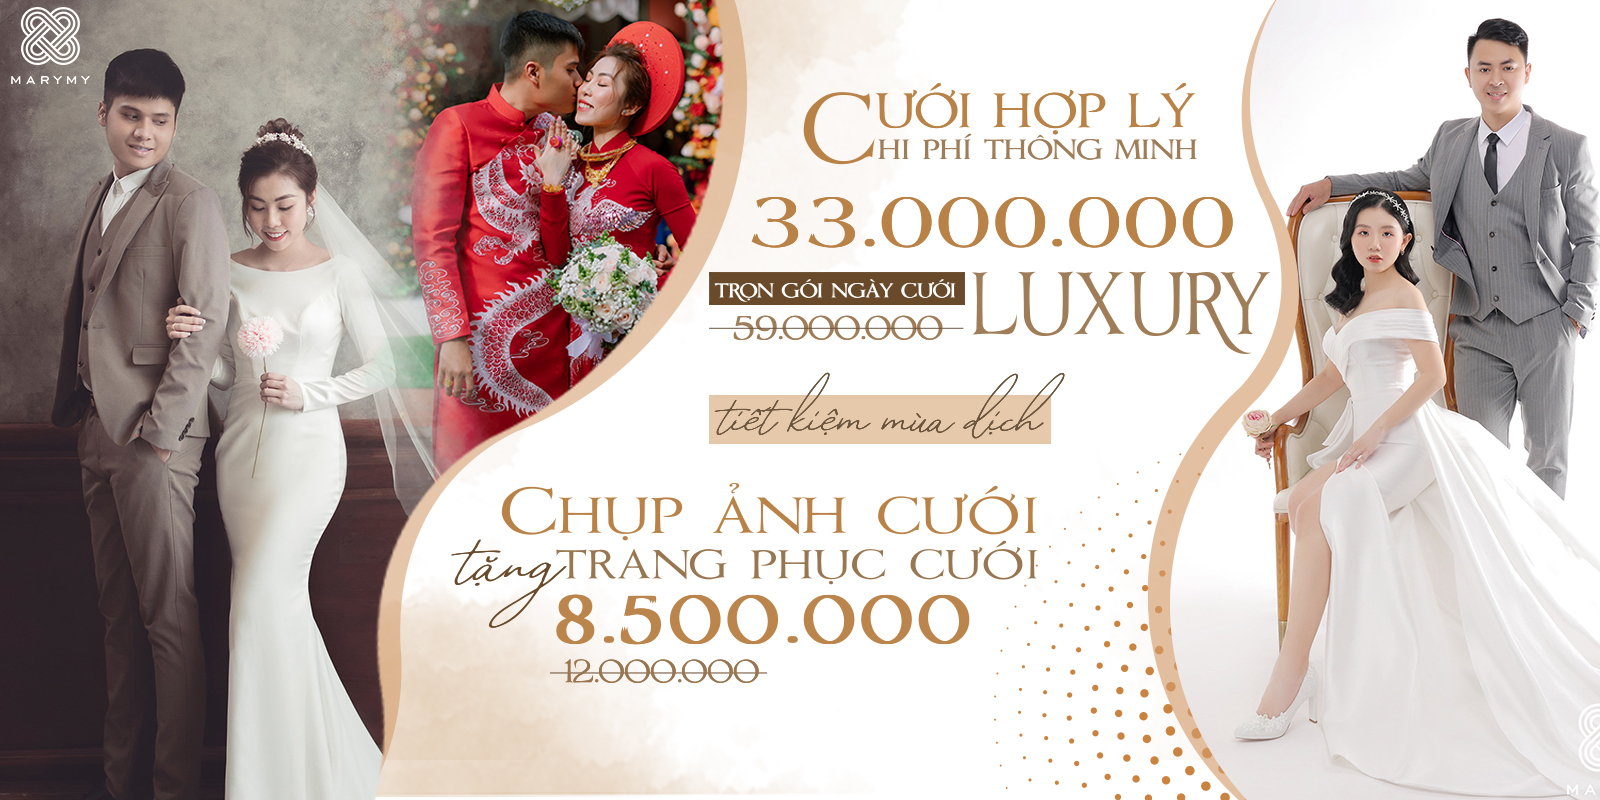 MARYMY
CƯỚI HỢP LÝ
CHI PHÍ THÔNG MINH
33.000.000
TRỌN GÓI NGÀY CƯỚI
59.000.000
LUXURY
tiết kiệm mùa dịch
CHỤP ẢNH CƯỚI
tặng TRANG PHỤC CƯỚI
8.500.000
12.000.000
MA